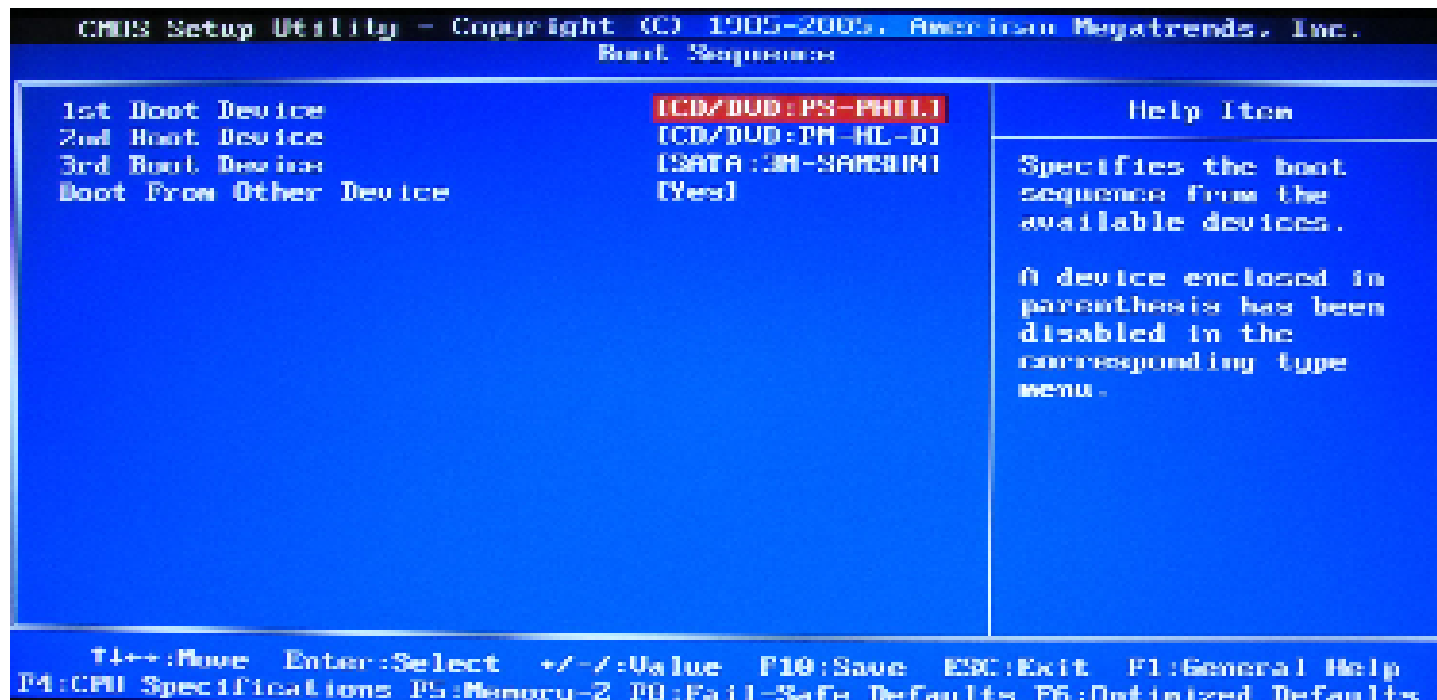 CMOS Setup Utility - Copyright (C) 1985-2005, American Megatrends, Inc.
Boot Sequence
1st Boot Device [CD/DVD:PS-PHIL]
2nd Boot Device [CD/DVD:PM-HL-D]
3rd Boot Device [SATA:3M-SAMSUN]
Boot From Other Device [Yes]
Help Item
Specifies the boot
sequence from the
available devices.
A device enclosed in
parenthesis has been
disabled in the
corresponding type
menu.
↑↓←→:Move Enter:Select +/-/:Value F10:Save ESC:Exit F1:General Help
F4:CPU Specifications F5:Memory-Z F8:Fail-Safe Defaults F6:Optimized Defaults